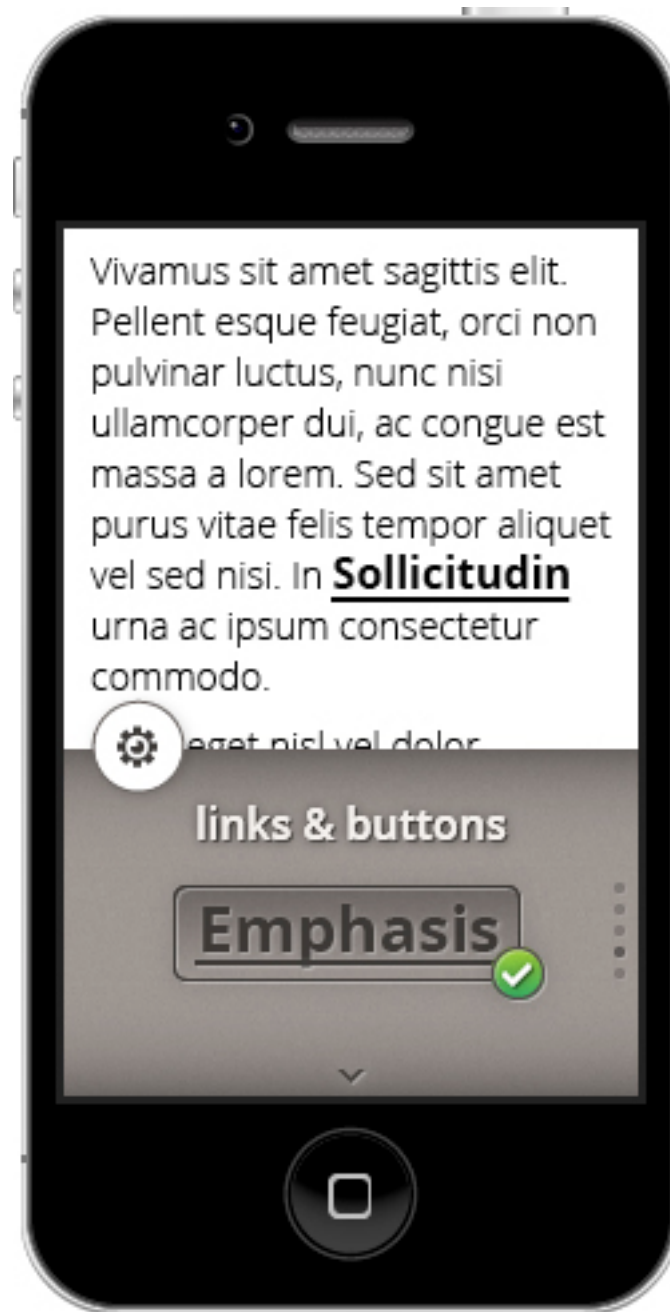 Vivamus sit amet sagittis elit.
Pellent esque feugiat, orci non
pulvinar luctus, nunc nisi
ullamcorper dui, ac congue est
massa a lorem. Sed sit amet
purus vitae felis tempor aliquet
vel sed nisi. In Sollicitudin
urna ac ipsum consectetur
commodo.
eget nisl vel dolor
links & buttons
Emphasis